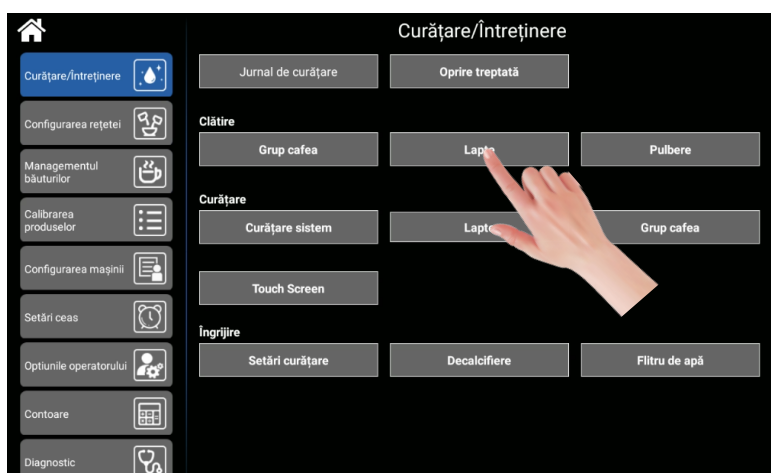 Curățare/Întreținere
Curățare/Întreținere
Jurnal de curățare
Oprire treptată
Configurarea rețetei
Clătire
Grup cafea
Lapte
Pulbere
Managementul
băuturilor
Curățare
Calibrarea
produselor
Curățare sistem
Lapte
Grup cafea
Configurarea mașinii
Touch Screen
Setări ceas
Îngrijire
Optiunile operatorului
Setări curățare
Decalcifiere
Flitru de apă
Contoare
Diagnostic